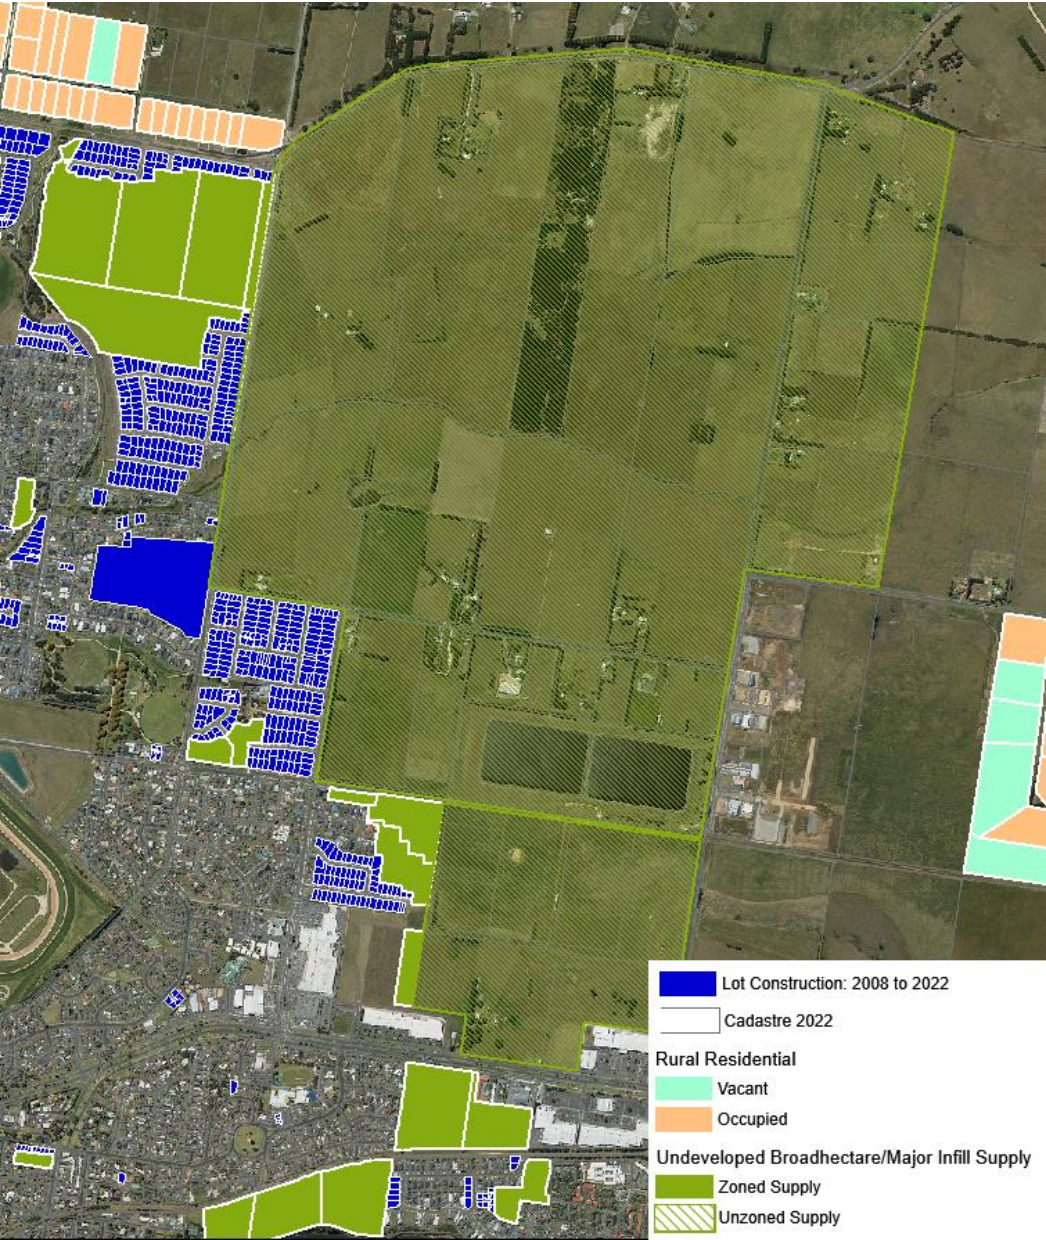 Lot Construction: 2008 to 2022
Cadastre 2022
Rural Residential
Vacant
Occupied
Undeveloped Broadhectare/Major Infill Supply
Zoned Supply
Unzoned Supply